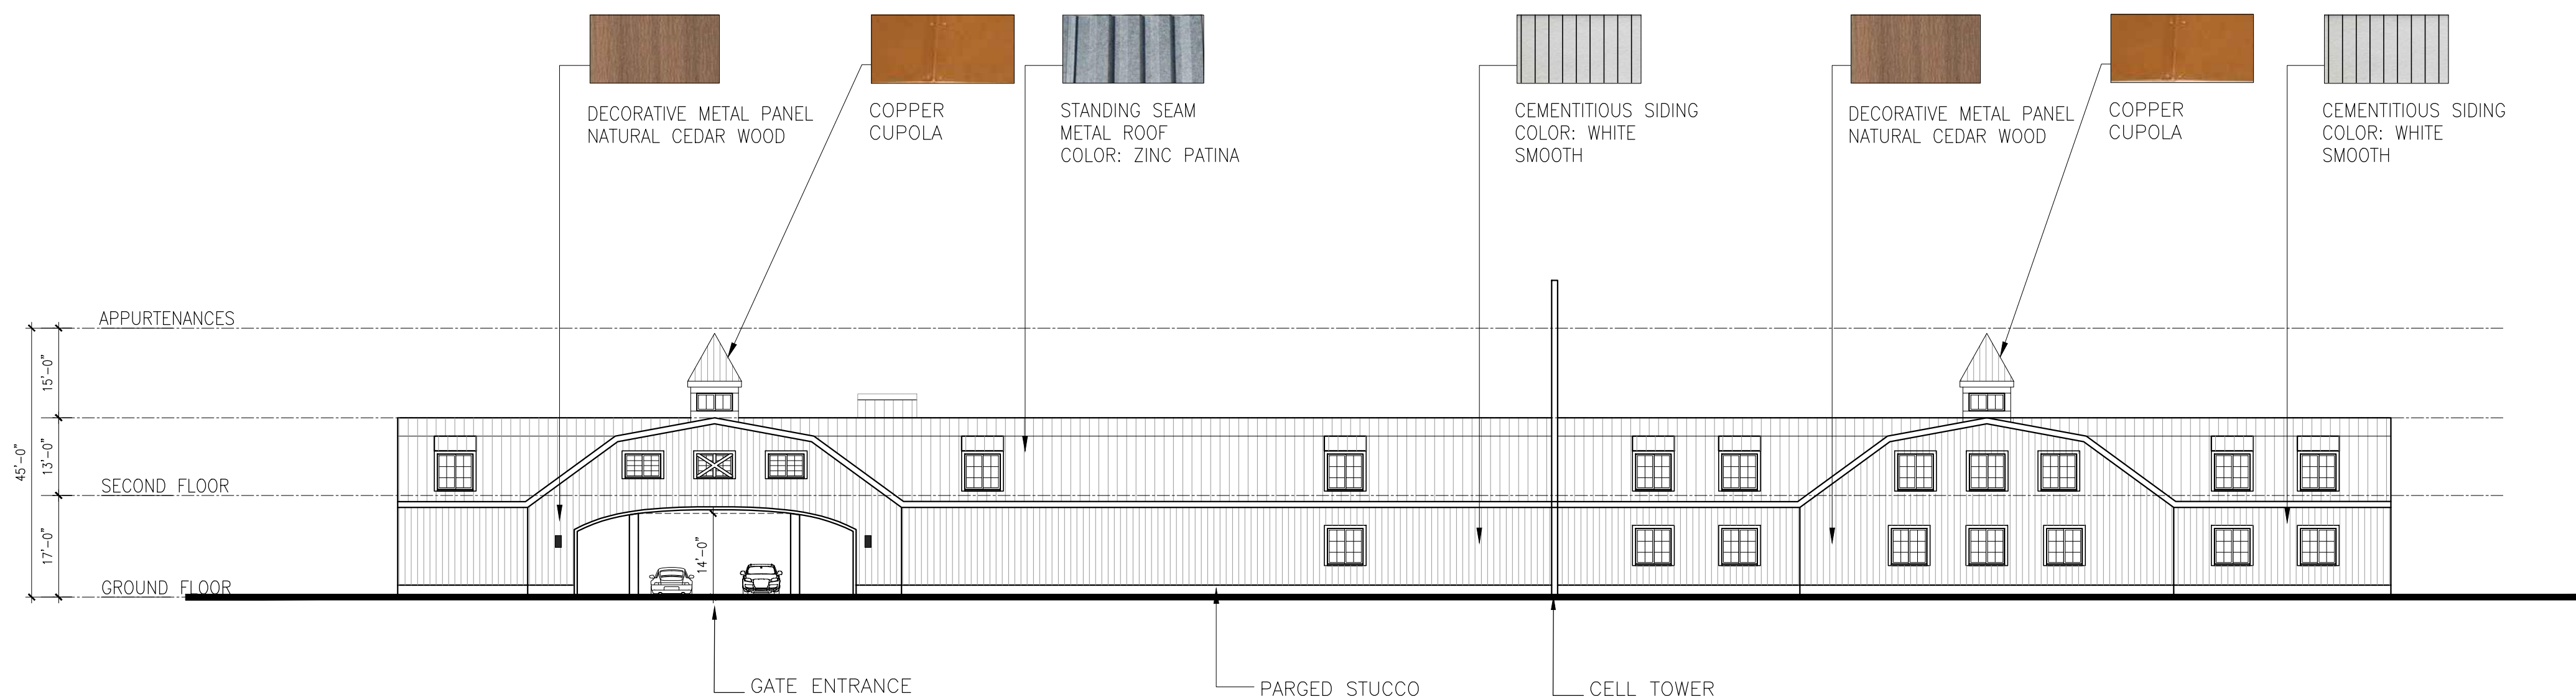 DECORATIVE METAL PANEL
NATURAL CEDAR WOOD
COPPER
CUPOLA
STANDING SEAM
METAL ROOF
COLOR: ZINC PATINA
CEMENTITIOUS SIDING
COLOR: WHITE
SMOOTH
DECORATIVE METAL PANEL
NATURAL CEDAR WOOD
COPPER
CUPOLA
CEMENTITIOUS SIDING
COLOR: WHITE
SMOOTH
APPURTENANCES
15'-0"
45'-0"
13'-0"
SECOND FLOOR
17'-0"
14'-0"
GROUND FLOOR
GATE ENTRANCE
PARGED STUCCO
CELL TOWER